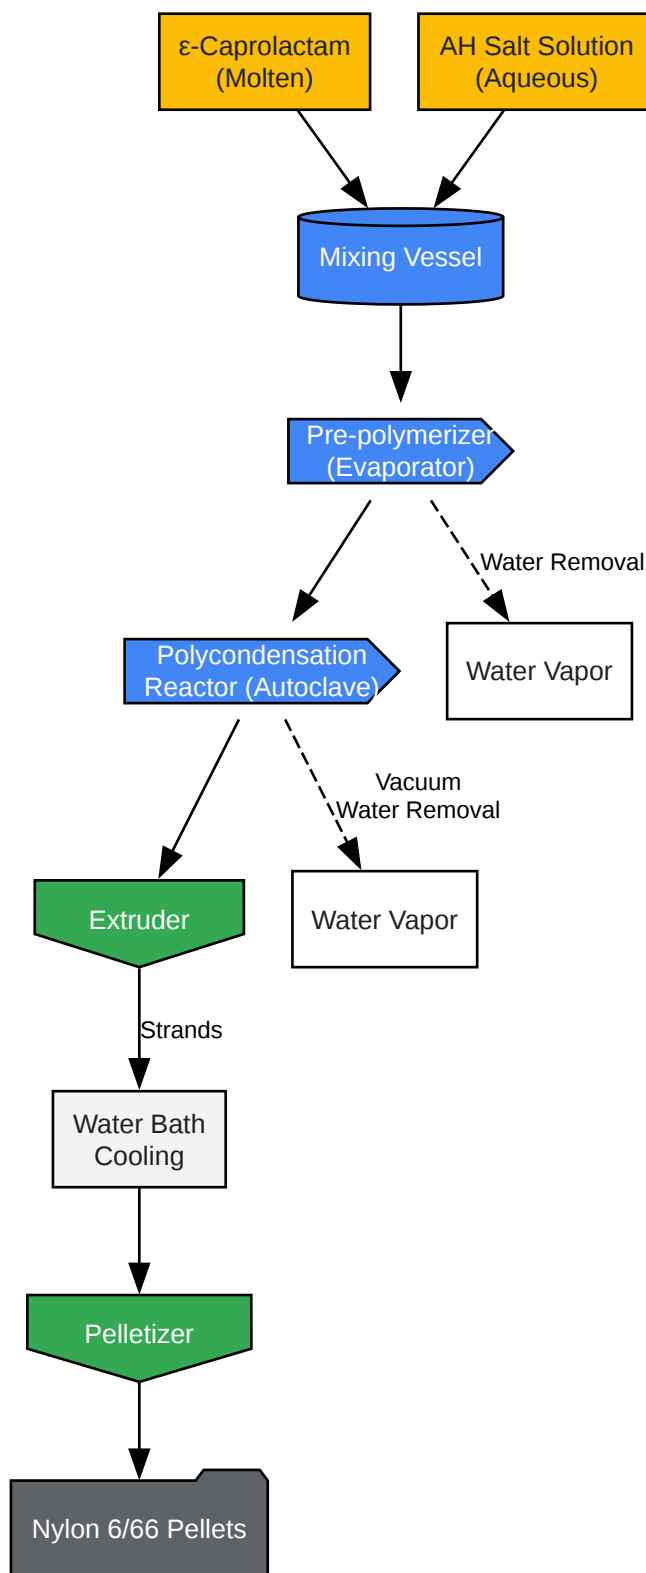 ε-Caprolactam
(Molten)
AH Salt Solution
(Aqueous)
Mixing Vessel
Pre-polymerizer
(Evaporator)
Water Removal
Polycondensation
Reactor (Autoclave)
Water Vapor
Vacuum
Water Removal
Extruder
Water Vapor
Strands
Water Bath
Cooling
Pelletizer
Nylon 6/66 Pellets